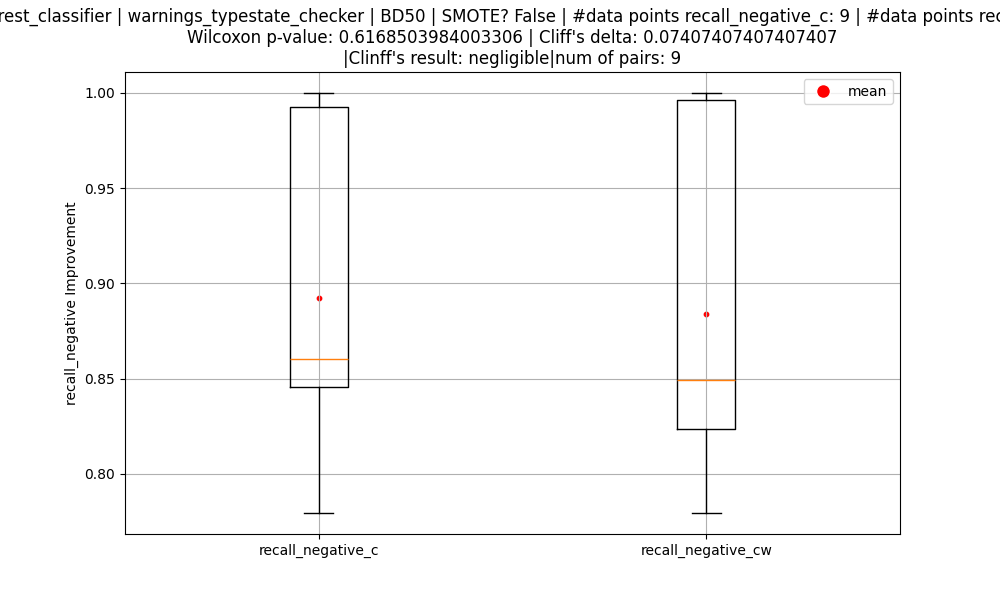 rest_classifier | warnings_typestate_checker | BD50 | SMOTE? False | #data points recall_negative_c: 9 | #data points rec
Wilcoxon p-value: 0.6168503984003306 | Cliff's delta: 0.07407407407407407
|Clinff's result: negligible|num of pairs: 9
mean
1.00
0.95
0.90
0.85
0.80
recall_negative Improvement
recall_negative_c
recall_negative_cw